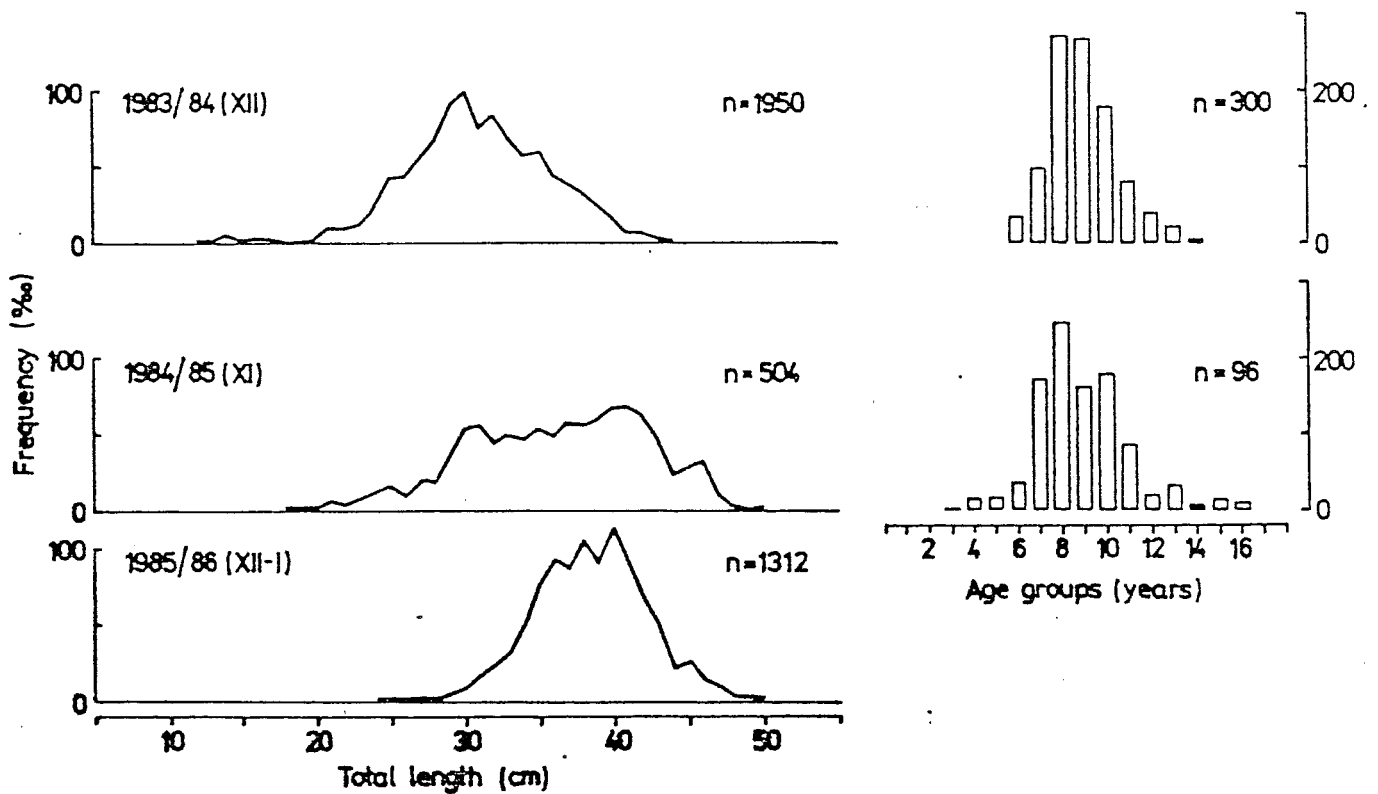 Frequency (‰)
100
0
1983/84 (XII)
n=1950
n=300
200
0
100
0
1984/85 (XI)
n=504
n=96
200
0
100
0
1985/86 (XII-I)
n=1312
10 20 30 40 50
Total length (cm)
2 4 6 8 10 12 14 16
Age groups (years)